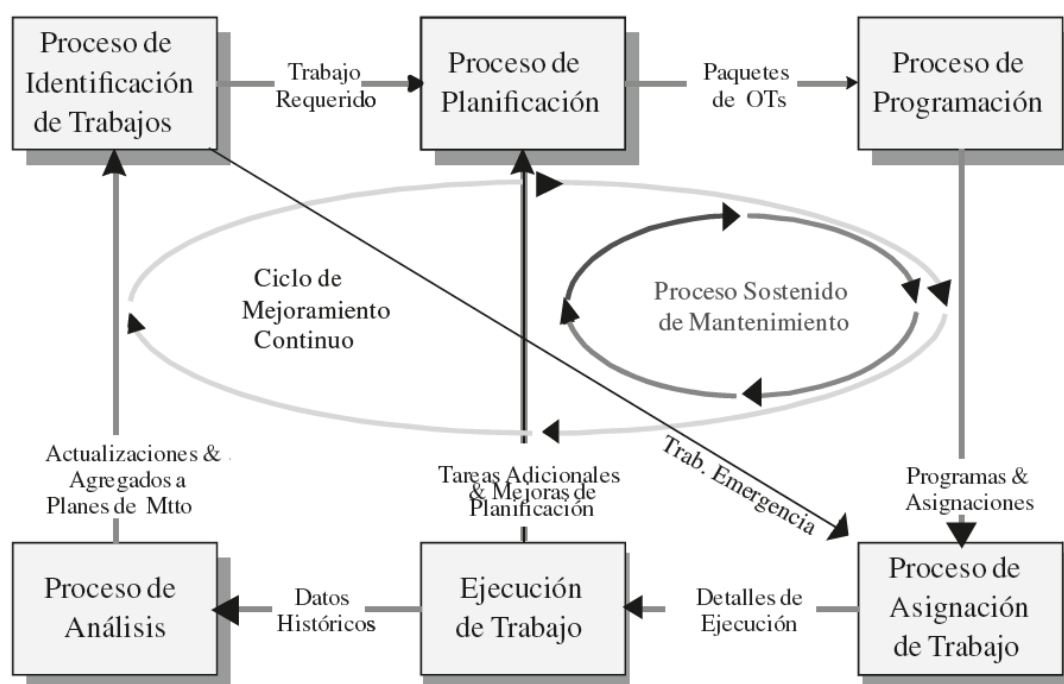 Proceso de
Identificación
de Trabajos
Trabajo
Requerido
Proceso de
Planificación
Paquetes
de OTs
Proceso de
Programación
Ciclo de
Mejoramiento
Continuo
Proceso Sostenido
de Mantenimiento
Actualizaciones &
Agregados a
Planes de Mtto
Tareas Adicionales
& Mejoras de
Planificación
Trab. Emergencia
Programas &
Asignaciones
Proceso de
Análisis
Datos
Históricos
Ejecución
de Trabajo
Detalles de
Ejecución
Proceso de
Asignación
de Trabajo